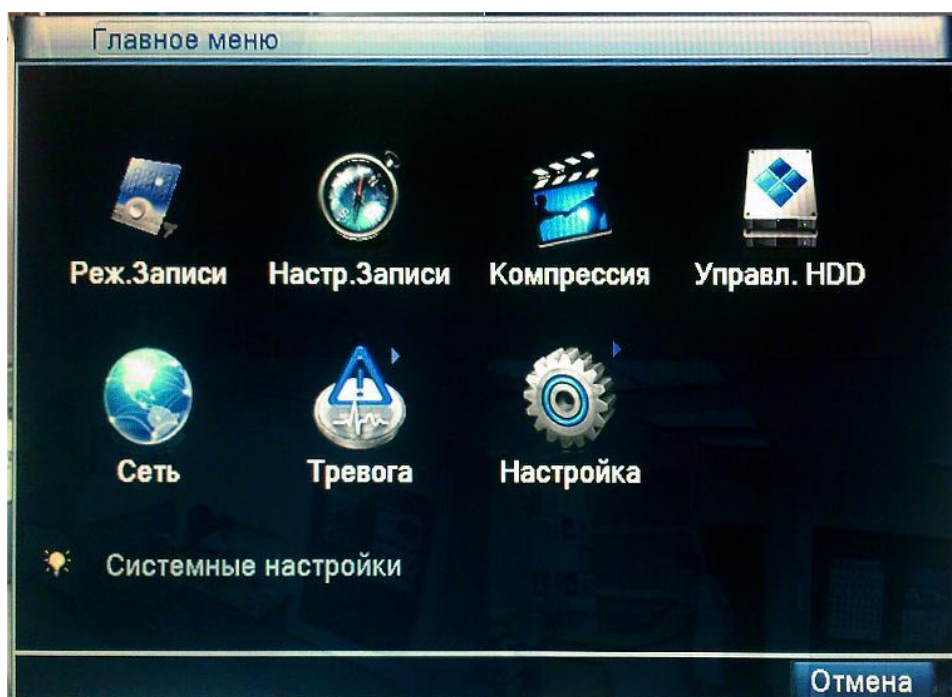 Главное меню
Реж.Записи Настр.Записи Компрессия Управл. HDD
Сеть Тревога Настройка
Системные настройки
Отмена